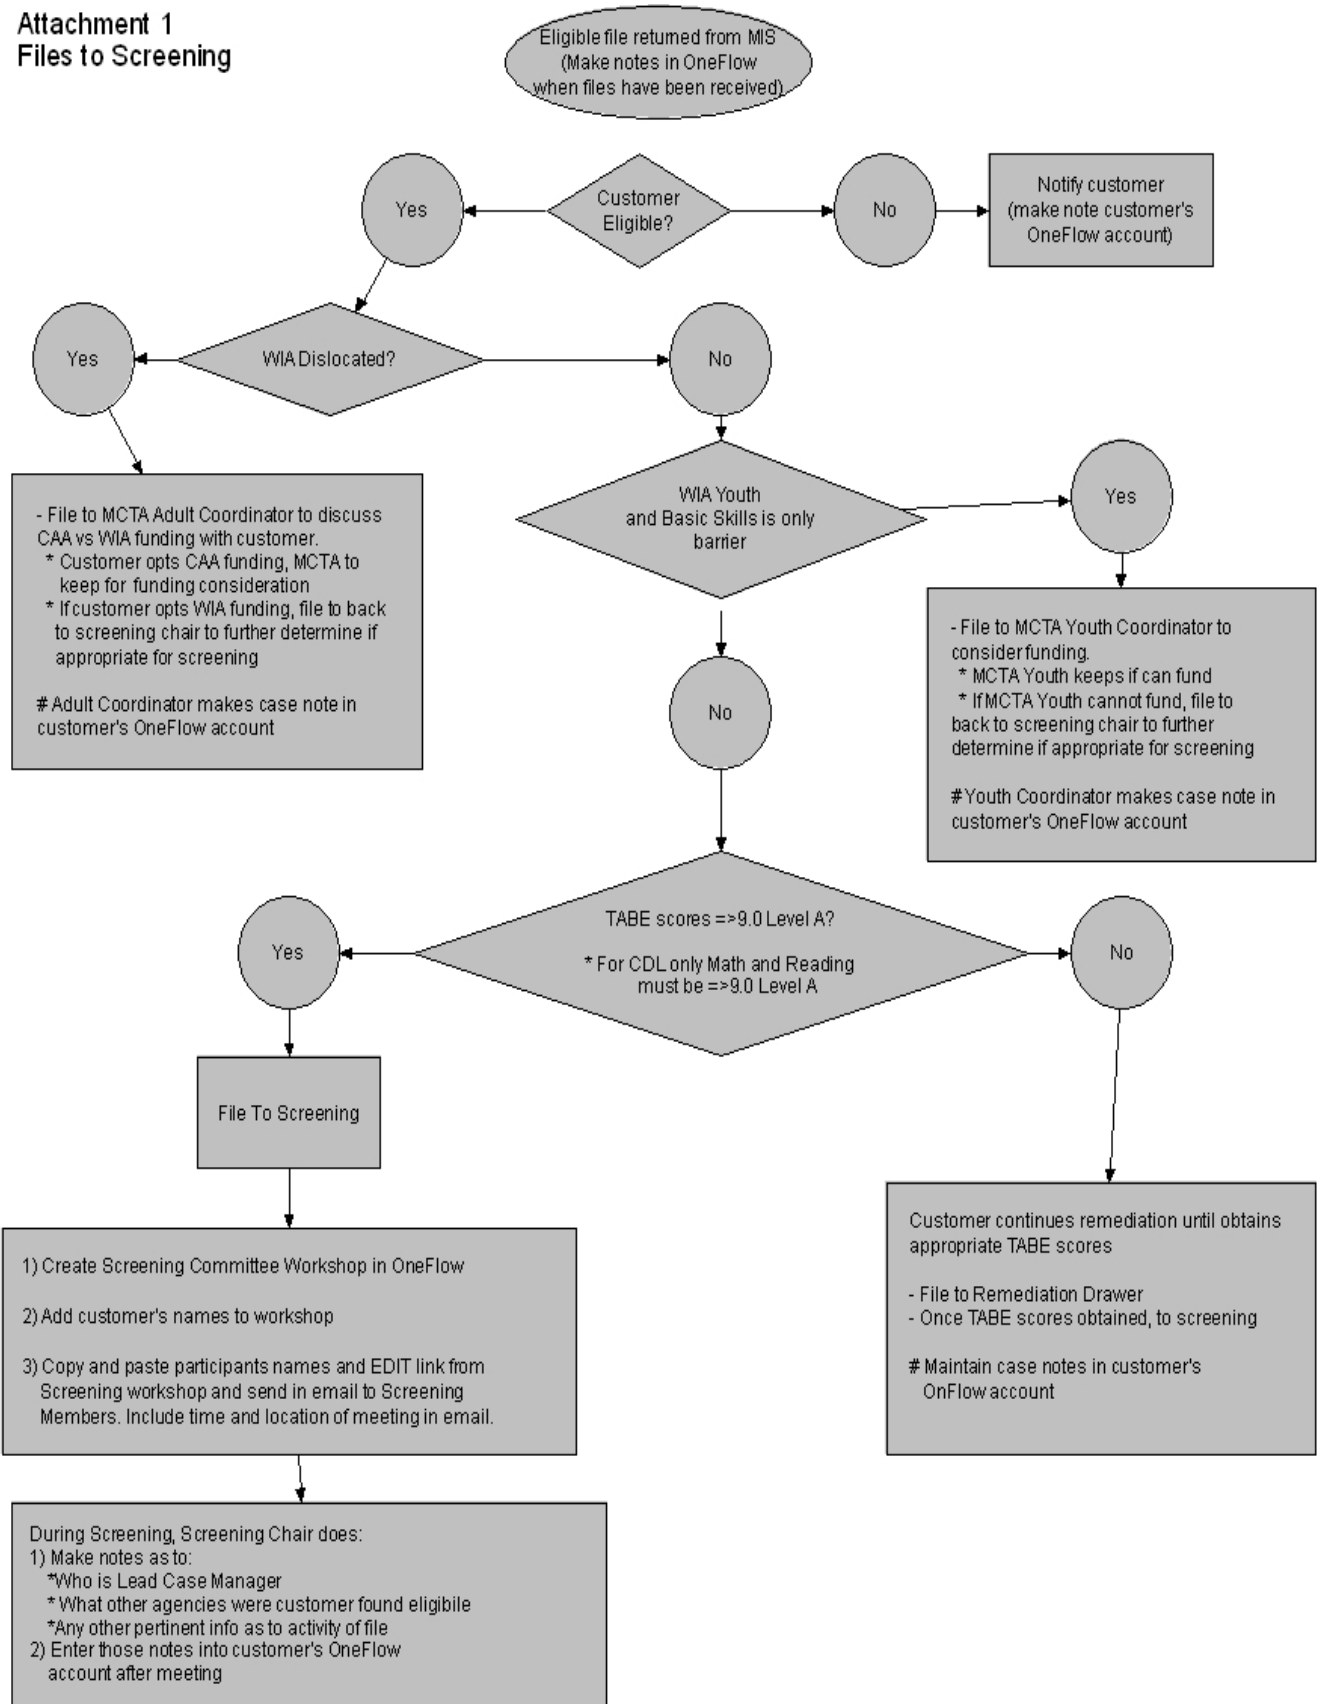 Attachment 1
Files to Screening
Eligible file returned from MIS
(Make notes in OneFlow
when files have been received)
Yes
Customer
Eligible?
No
Notify customer
(make note customer's
OneFlow account)
Yes
WIA Dislocated?
No
WIA Youth
and Basic Skills is only
barrier
Yes
- File to MCTA Adult Coordinator to discuss
CAA vs WIA funding with customer.
* Customer opts CAA funding, MCTA to
keep for funding consideration
* If customer opts WIA funding, file to back
to screening chair to further determine if
appropriate for screening
# Adult Coordinator makes case note in
customer's OneFlow account
- File to MCTA Youth Coordinator to
consider funding.
* MCTA Youth keeps if can fund
* If MCTA Youth cannot fund, file to
back to screening chair to further
determine if appropriate for screening
# Youth Coordinator makes case note in
customer's OneFlow account
No
Yes
TABE scores =>9.0 Level A?
* For CDL only Math and Reading
must be =>9.0 Level A
No
File To Screening
Customer continues remediation until obtains
appropriate TABE scores
- File to Remediation Drawer
- Once TABE scores obtained, to screening
# Maintain case notes in customer's
OnFlow account
1) Create Screening Committee Workshop in OneFlow
2) Add customer's names to workshop
3) Copy and paste participants names and EDIT link from
Screening workshop and send in email to Screening
Members. Include time and location of meeting in email.
During Screening, Screening Chair does:
1) Make notes as to:
*Who is Lead Case Manager
* What other agencies were customer found eligibile
*Any other pertinent info as to activity of file
2) Enter those notes into customer's OneFlow
account after meeting